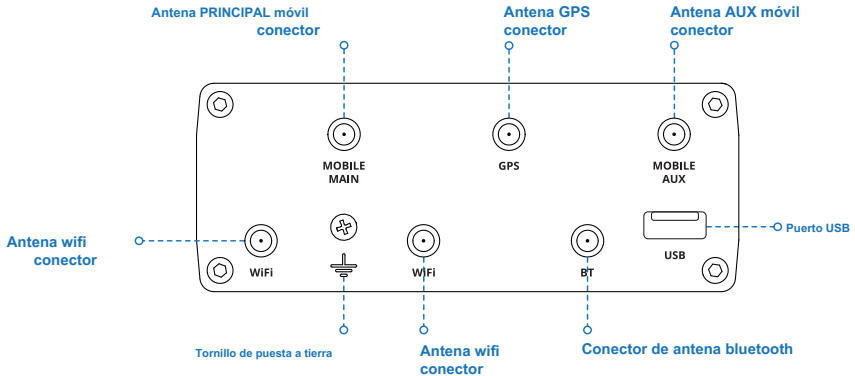 Antena PRINCIPAL móvil
conector
Antena GPS
conector
Antena AUX móvil
conector
MOBILE
MAIN
GPS
MOBILE
AUX
Antena wifi
conector
WiFi
WiFi
BT
USB
Puerto USB
Tornillo de puesta a tierra
Antena wifi
conector
Conector de antena bluetooth